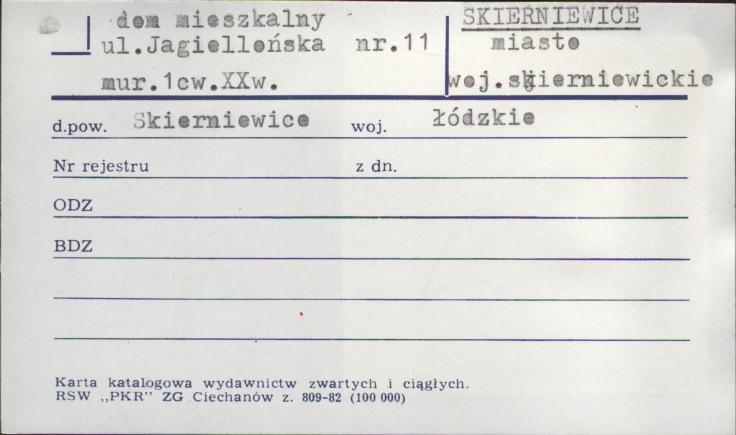 dom mieszkalny
ul.Jagiellońska nr.11
mur.1cw.XXw.
SKIERNIEWICE
miasto
woj.skierniewickie
d.pow. Skierniewice woj. łódzkie
Nr rejestru z dn.
ODZ
BDZ
Karta katalogowa wydawnictw zwartych i ciągłych.
RSW „PKR" ZG Ciechanów z. 809-82 (100 000)